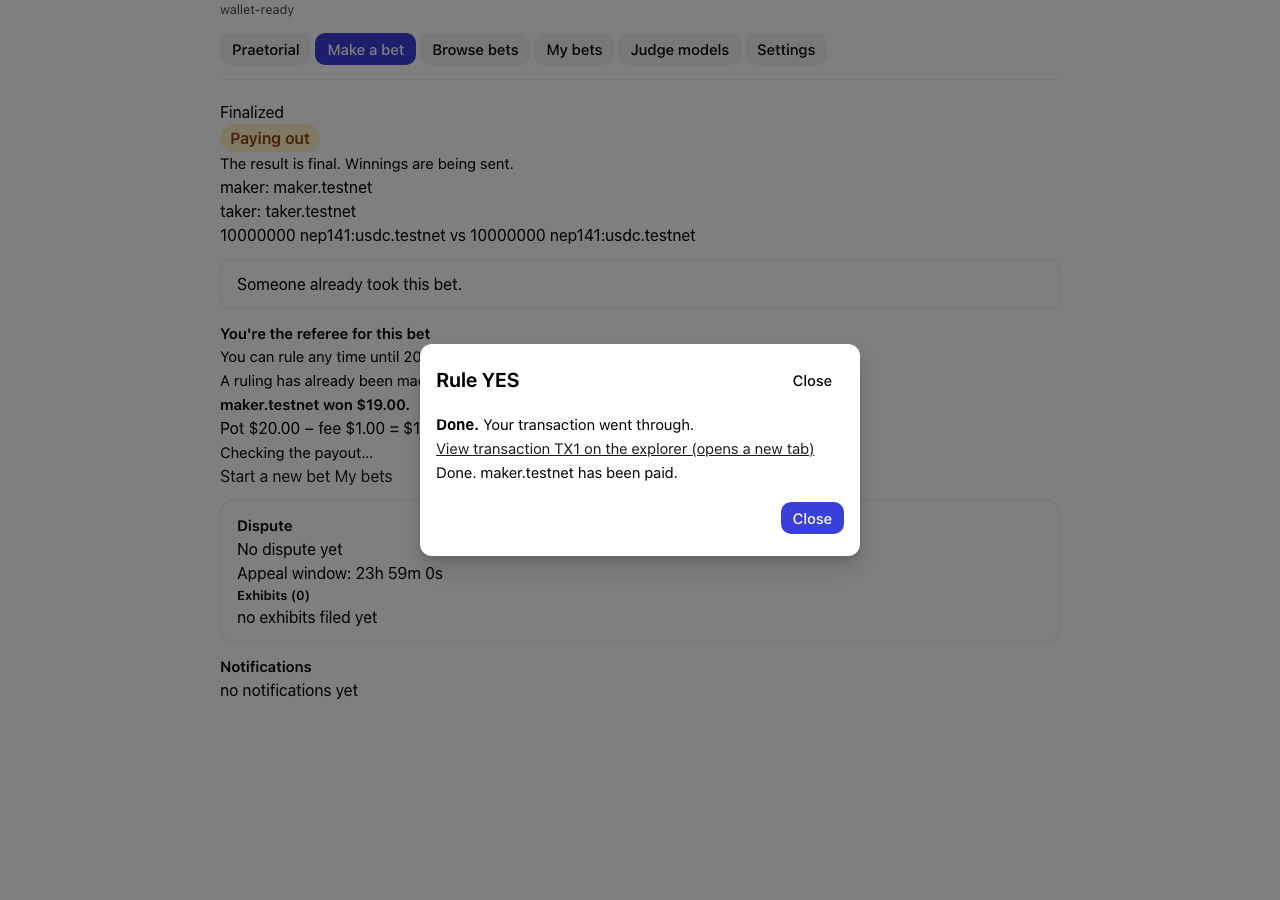 wallet-ready
Praetorial Make a bet Browse bets My bets Judge models Settings
Finalized
Paying out
The result is final. Winnings are being sent.
maker: maker.testnet
taker: taker.testnet
10000000 nep141:usdc.testnet vs 10000000 nep141:usdc.testnet
Someone already took this bet.
You're the referee for this bet
You can rule any time until 20
A ruling has already been
maker.testnet won $19.00.
Pot $20.00 – fee $1.00 = $1
Checking the payout...
Start a new bet My bets
Rule YES Close
Done. Your transaction went through.
View transaction TX1 on the explorer (opens a new tab)
Done. maker.testnet has been paid.
Close
Dispute
No dispute yet
Appeal window: 23h 59m 0s
Exhibits (0)
no exhibits filed yet
Notifications
no notifications yet